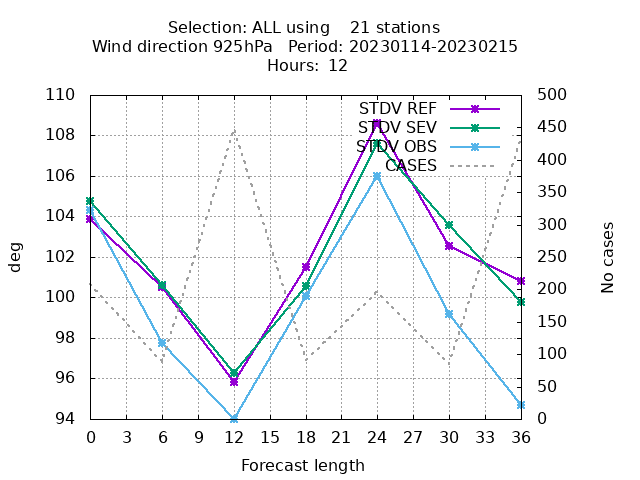 Selection: ALL using 21 stations
Wind direction 925hPa Period: 20230114-20230215
Hours: 12
110 500
STDV REF
108 450
STDV SEV
STDV OBS
400
106 CASES
350
104 300
102 250
200
100
150
98
100
96
50
94 0
0 3 6 9 12 15 18 21 24 27 30 33 36
deg
No cases
Forecast length